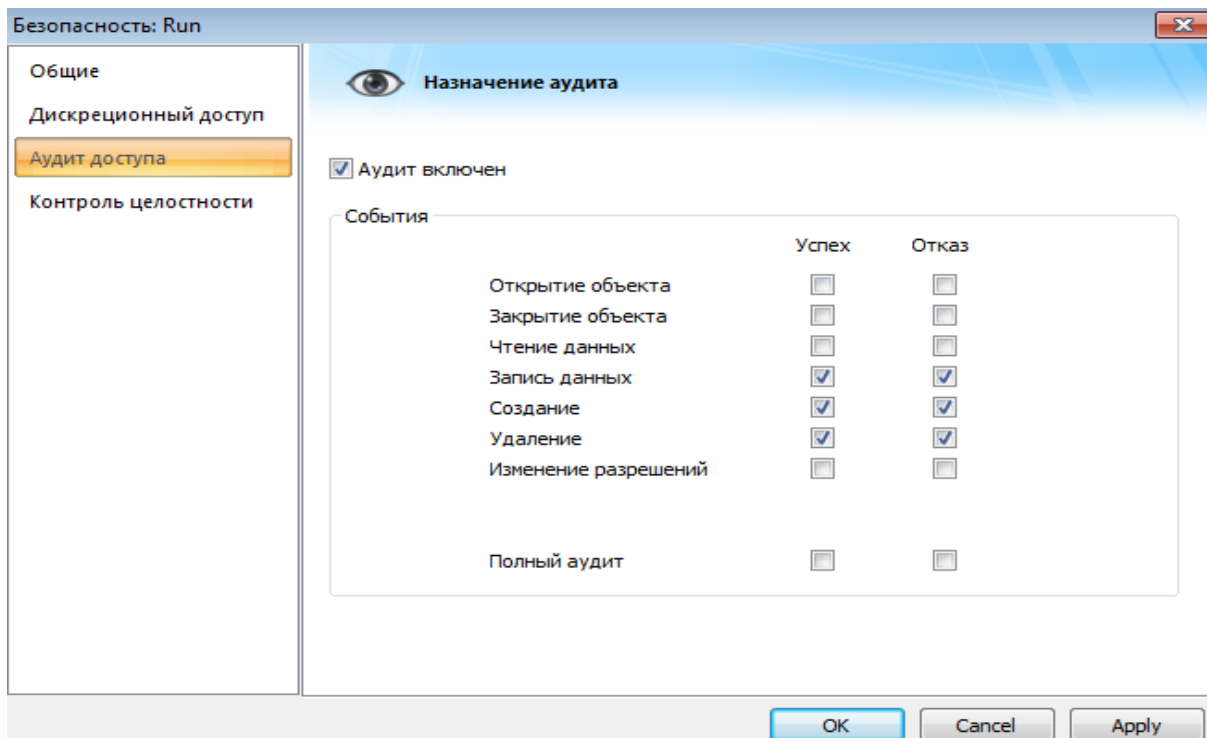 Безопасность: Run
Общие
Дискреционный доступ
Аудит доступа
Контроль целостности
Назначение аудита
Аудит включен
События
Успех Отказ
Открытие объекта
Закрытие объекта
Чтение данных
Запись данных
Создание
Удаление
Изменение разрешений
Полный аудит
OK Cancel Apply